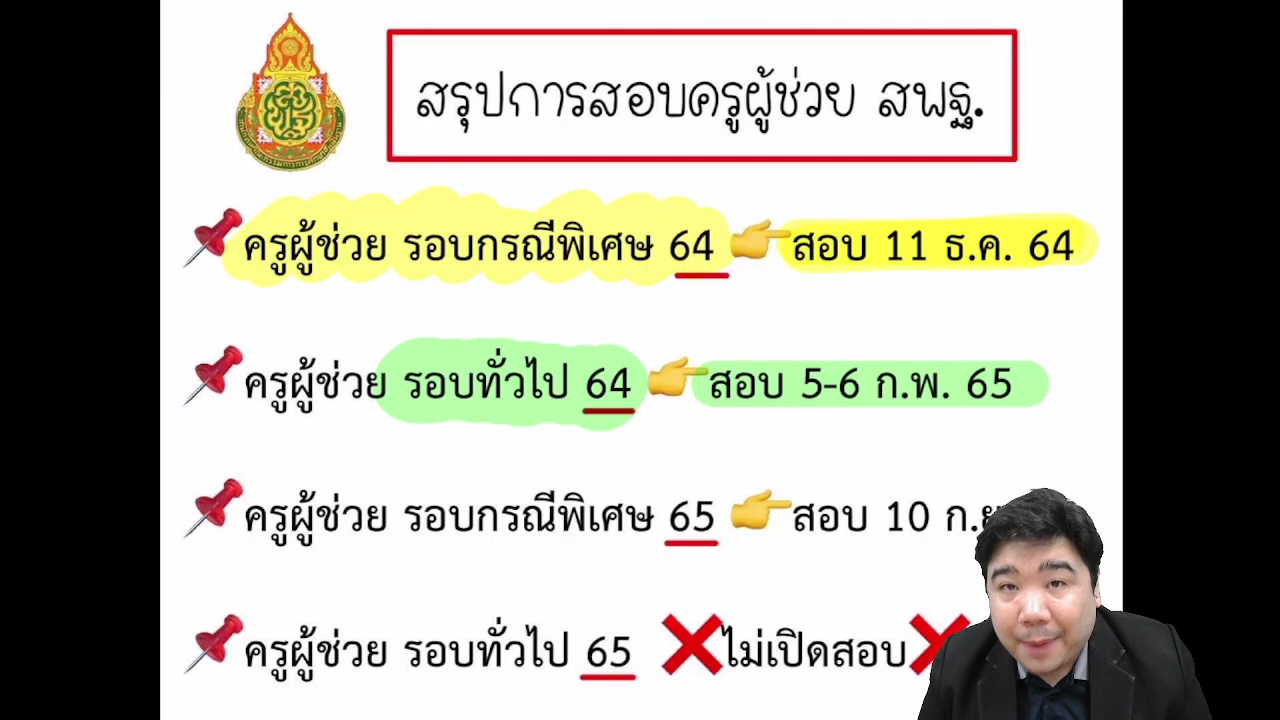 สรุปการสอบครูผู้ช่วย สพฐ.
ครูผู้ช่วย รอบกรณีพิเศษ 64 👉 สอบ 11 ธ.ค. 64
ครูผู้ช่วย รอบทั่วไป 64 👉 สอบ 5-6 ก.พ. 65
ครูผู้ช่วย รอบกรณีพิเศษ 65 👉 สอบ 10
ครูผู้ช่วย รอบทั่วไป 65 ❌ไม่เปิดสอบ❌